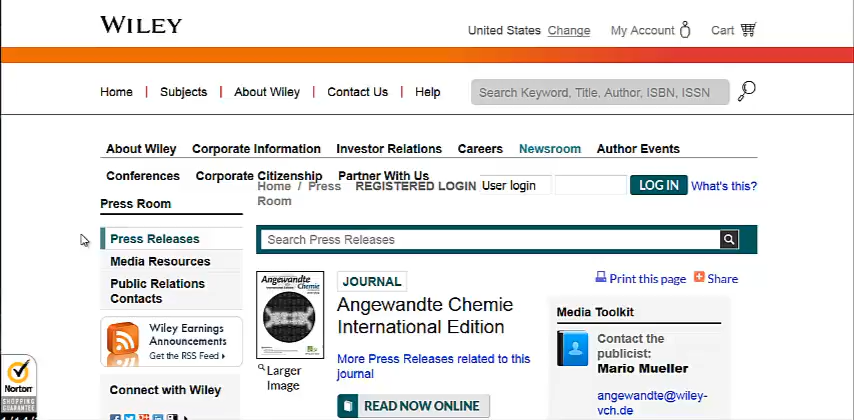 WILEY
United States Change My Account Cart
Home | Subjects | About Wiley | Contact Us | Help
Search Keyword, Title, Author, ISBN, ISSN
About Wiley Corporate Information Investor Relations Careers Newsroom Author Events
Conferences Corporate Citizenship Partner With Us
Home / Press Room
REGISTERED LOGIN User login LOG IN What's this?
Press Room
Press Releases
Media Resources
Public Relations
Contacts
Wiley Earnings
Announcements
Get the RSS Feed
Connect with Wiley
Norton
SHOPPING
GUARANTEE
Search Press Releases
Angewandte
Chemie
Larger
Image
JOURNAL
Angewandte Chemie
International Edition
More Press Releases related to this
journal
READ NOW ONLINE
Print this page Share
Media Toolkit
Contact the
publicist:
Mario Mueller
angewandte@wiley-
vch.de